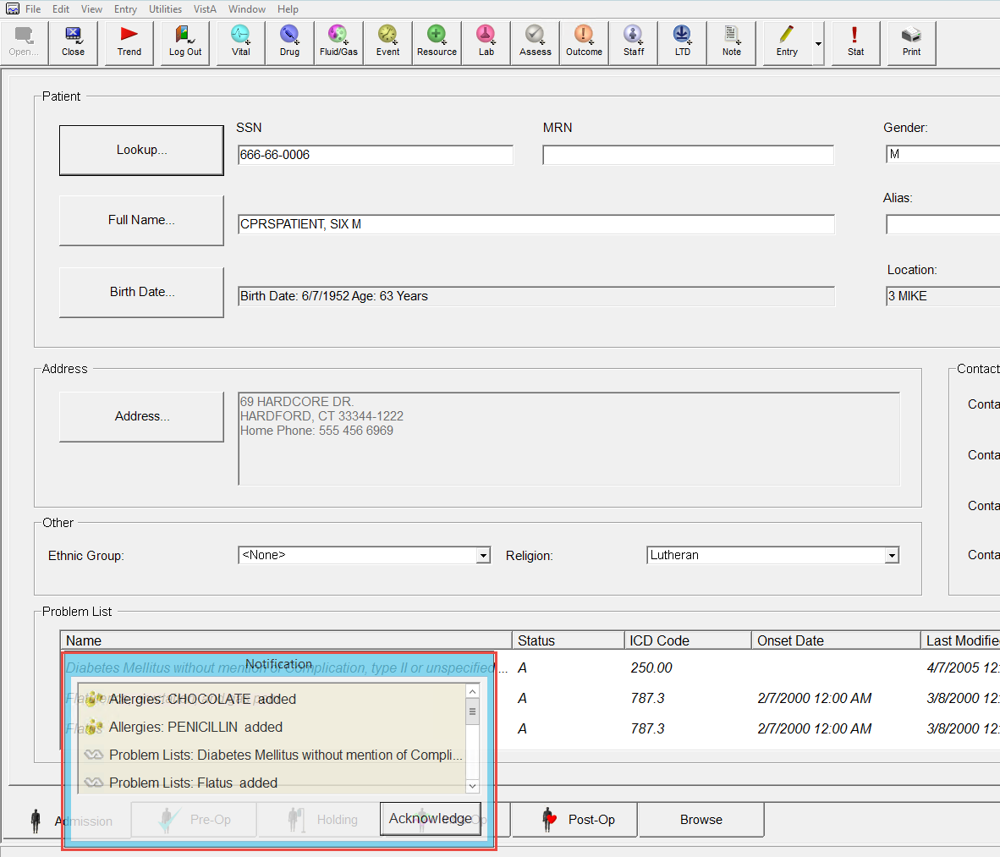 File Edit View Entry Utilities VistA Window Help
Open... Close Trend Log Out Vital Drug Fluid/Gas Event Resource Lab Assess Outcome Staff LTD Note Entry Stat Print
Patient
SSN MRN Gender:
Lookup... 666-66-0006 M
Alias:
Full Name... CPRSPATIENT, SIX M
Location:
Birth Date... Birth Date: 6/7/1952 Age: 63 Years 3 MIKE
Address Contact
Address... 69 HARDCORE DR.
HARDFORD, CT 33344-1222
Home Phone: 555 456 6969
Conta
Conta
Conta
Other
Ethnic Group: <None> Religion: Lutheran Conta
Problem List
Name Status ICD Code Onset Date Last Modifie
Diabetes Mellitus without mention of Complication, type II or unspecified ... A 250.00 4/7/2005 12:
A 787.3 2/7/2000 12:00 AM 3/8/2000 12:
Flatus A 787.3 2/7/2000 12:00 AM 3/8/2000 12:
Notification
Allergies: CHOCOLATE added
Allergies: PENICILLIN added
Problem Lists: Diabetes Mellitus without mention of Compli...
Problem Lists: Flatus added
Acknowledge
Admission Pre-Op Holding Post-Op Browse